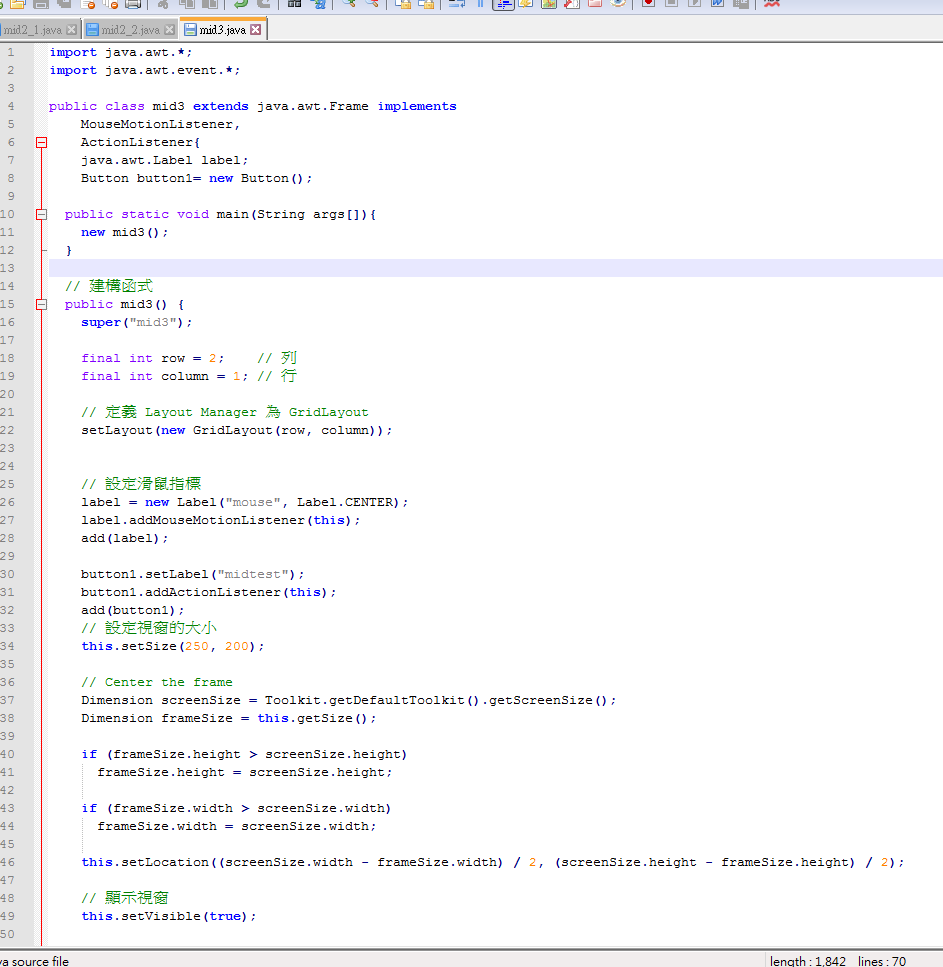 mid2_1.java mid2_2.java mid3.java
1 import java.awt.*;
2 import java.awt.event.*;
3
4 public class mid3 extends java.awt.Frame implements
5 MouseMotionListener,
6 ActionListener{
7 java.awt.Label label;
8 Button button1= new Button();
9
10 public static void main(String args[]){
11 new mid3();
12 }
13
14 // 建構函式
15 public mid3() {
16 super("mid3");
17
18 final int row = 2; // 列
19 final int column = 1; // 行
20
21 // 定義 Layout Manager 為 GridLayout
22 setLayout(new GridLayout(row, column));
23
24
25 // 設定滑鼠指標
26 label = new Label("mouse", Label.CENTER);
27 label.addMouseMotionListener(this);
28 add(label);
29
30 button1.setLabel("midtest");
31 button1.addActionListener(this);
32 add(button1);
33 // 設定視窗的大小
34 this.setSize(250, 200);
35
36 // Center the frame
37 Dimension screenSize = Toolkit.getDefaultToolkit().getScreenSize();
38 Dimension frameSize = this.getSize();
39
40 if (frameSize.height > screenSize.height)
41 frameSize.height = screenSize.height;
42
43 if (frameSize.width > screenSize.width)
44 frameSize.width = screenSize.width;
45
46 this.setLocation((screenSize.width - frameSize.width) / 2, (screenSize.height - frameSize.height) / 2);
47
48 // 顯示視窗
49 this.setVisible(true);
50
va source file length : 1,842 lines : 70